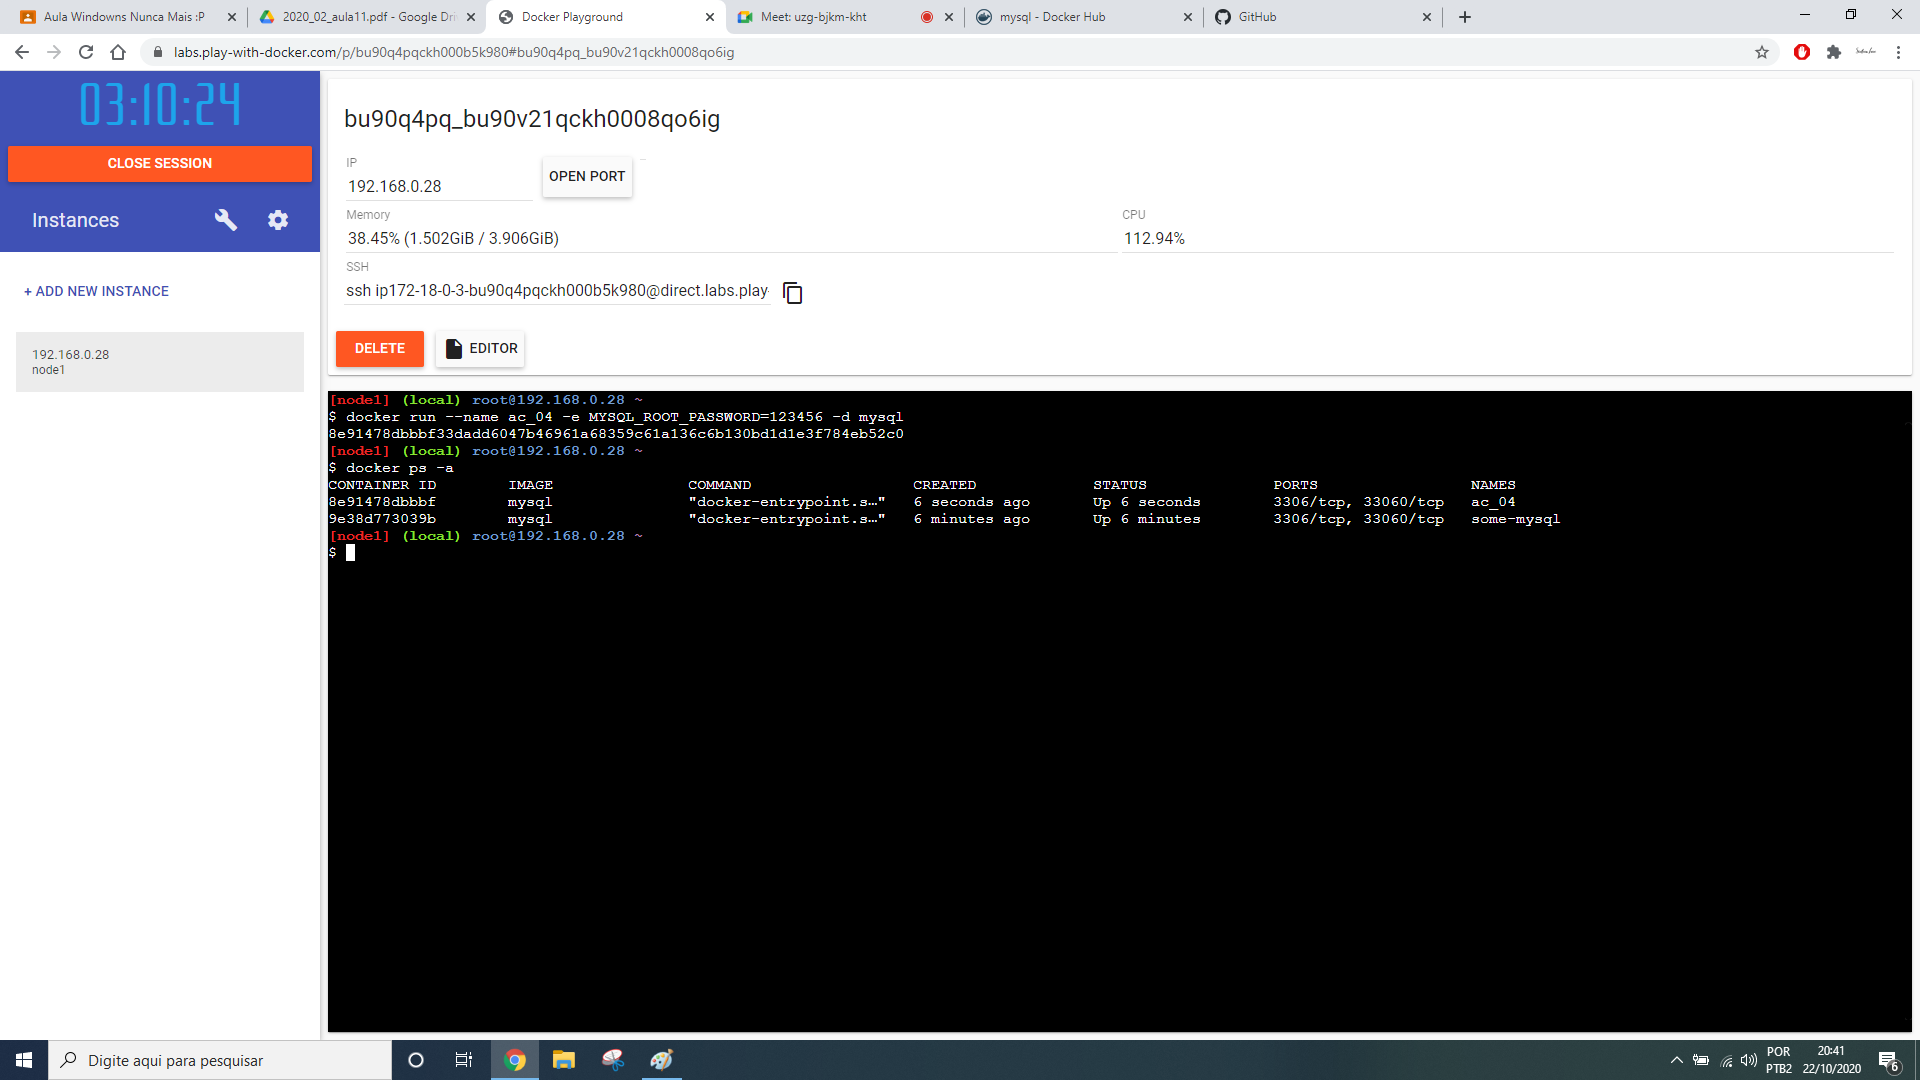 Aula Windowns Nunca Mais :P
2020_02_aula11.pdf - Google Dri
Docker Playground
Meet: uzg-bjkm-kht
mysql - Docker Hub
GitHub
labs.play-with-docker.com/p/bu90q4pqckh000b5k980#bu90q4pq_bu90v21qckh0008qo6ig
03:10:24
CLOSE SESSION
Instances
+ ADD NEW INSTANCE
192.168.0.28
node1
bu90q4pq_bu90v21qckh0008qo6ig
IP
192.168.0.28
OPEN PORT
Memory
38.45% (1.502GiB / 3.906GiB)
CPU
112.94%
SSH
ssh ip172-18-0-3-bu90q4pqckh000b5k980@direct.labs.play-
DELETE
EDITOR
[node1] (local) root@192.168.0.28 ~
$ docker run --name ac_04 -e MYSQL_ROOT_PASSWORD=123456 -d mysql
8e91478dbbbf33dadd6047b46961a68359c61a136c6b130bd1d1e3f784eb52c0
[node1] (local) root@192.168.0.28 ~
$ docker ps -a
CONTAINER ID IMAGE COMMAND CREATED STATUS PORTS NAMES
8e91478dbbbf mysql "docker-entrypoint.s…" 6 seconds ago Up 6 seconds 3306/tcp, 33060/tcp ac_04
9e38d773039b mysql "docker-entrypoint.s…" 6 minutes ago Up 6 minutes 3306/tcp, 33060/tcp some-mysql
[node1] (local) root@192.168.0.28 ~
$
Digite aqui para pesquisar
POR
PTB2
20:41
22/10/2020
6